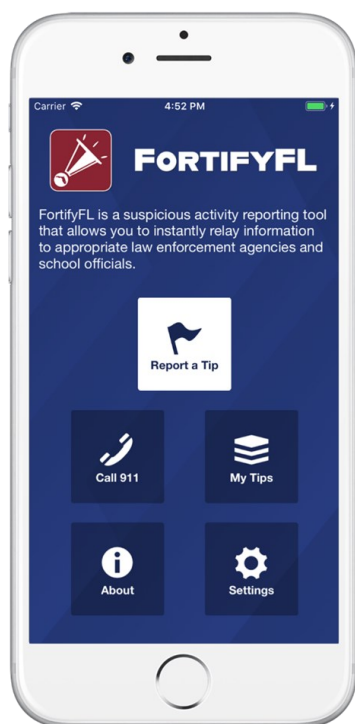 Carrier 4:52 PM
FORTIFYFL
FortifyFL is a suspicious activity reporting tool
that allows you to instantly relay information
to appropriate law enforcement agencies and
school officials.
Report a Tip
Call 911 My Tips
About Settings